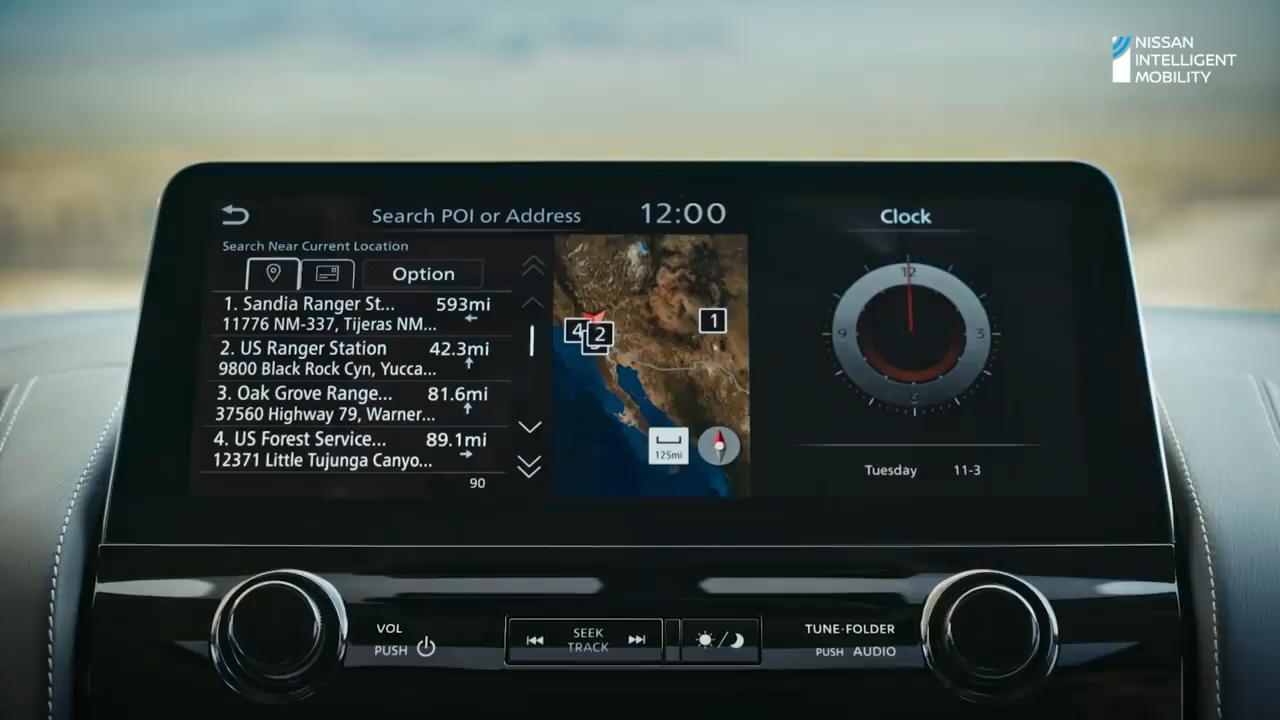 NISSAN
INTELLIGENT
MOBILITY
Search POI or Address
12:00
Clock
Search Near Current Location
Option
1. Sandia Ranger St... 593mi
11776 NM-337, Tijeras NM...
2. US Ranger Station 42.3mi
9800 Black Rock Cyn, Yucca...
3. Oak Grove Range... 81.6mi
37560 Highway 79, Warner...
4. US Forest Service... 89.1mi
12371 Little Tujunga Canyo...
90
1
4 2
125mi
12
9 3
6
Tuesday 11-3
VOL
PUSH
SEEK
TRACK
TUNE·FOLDER
PUSH AUDIO